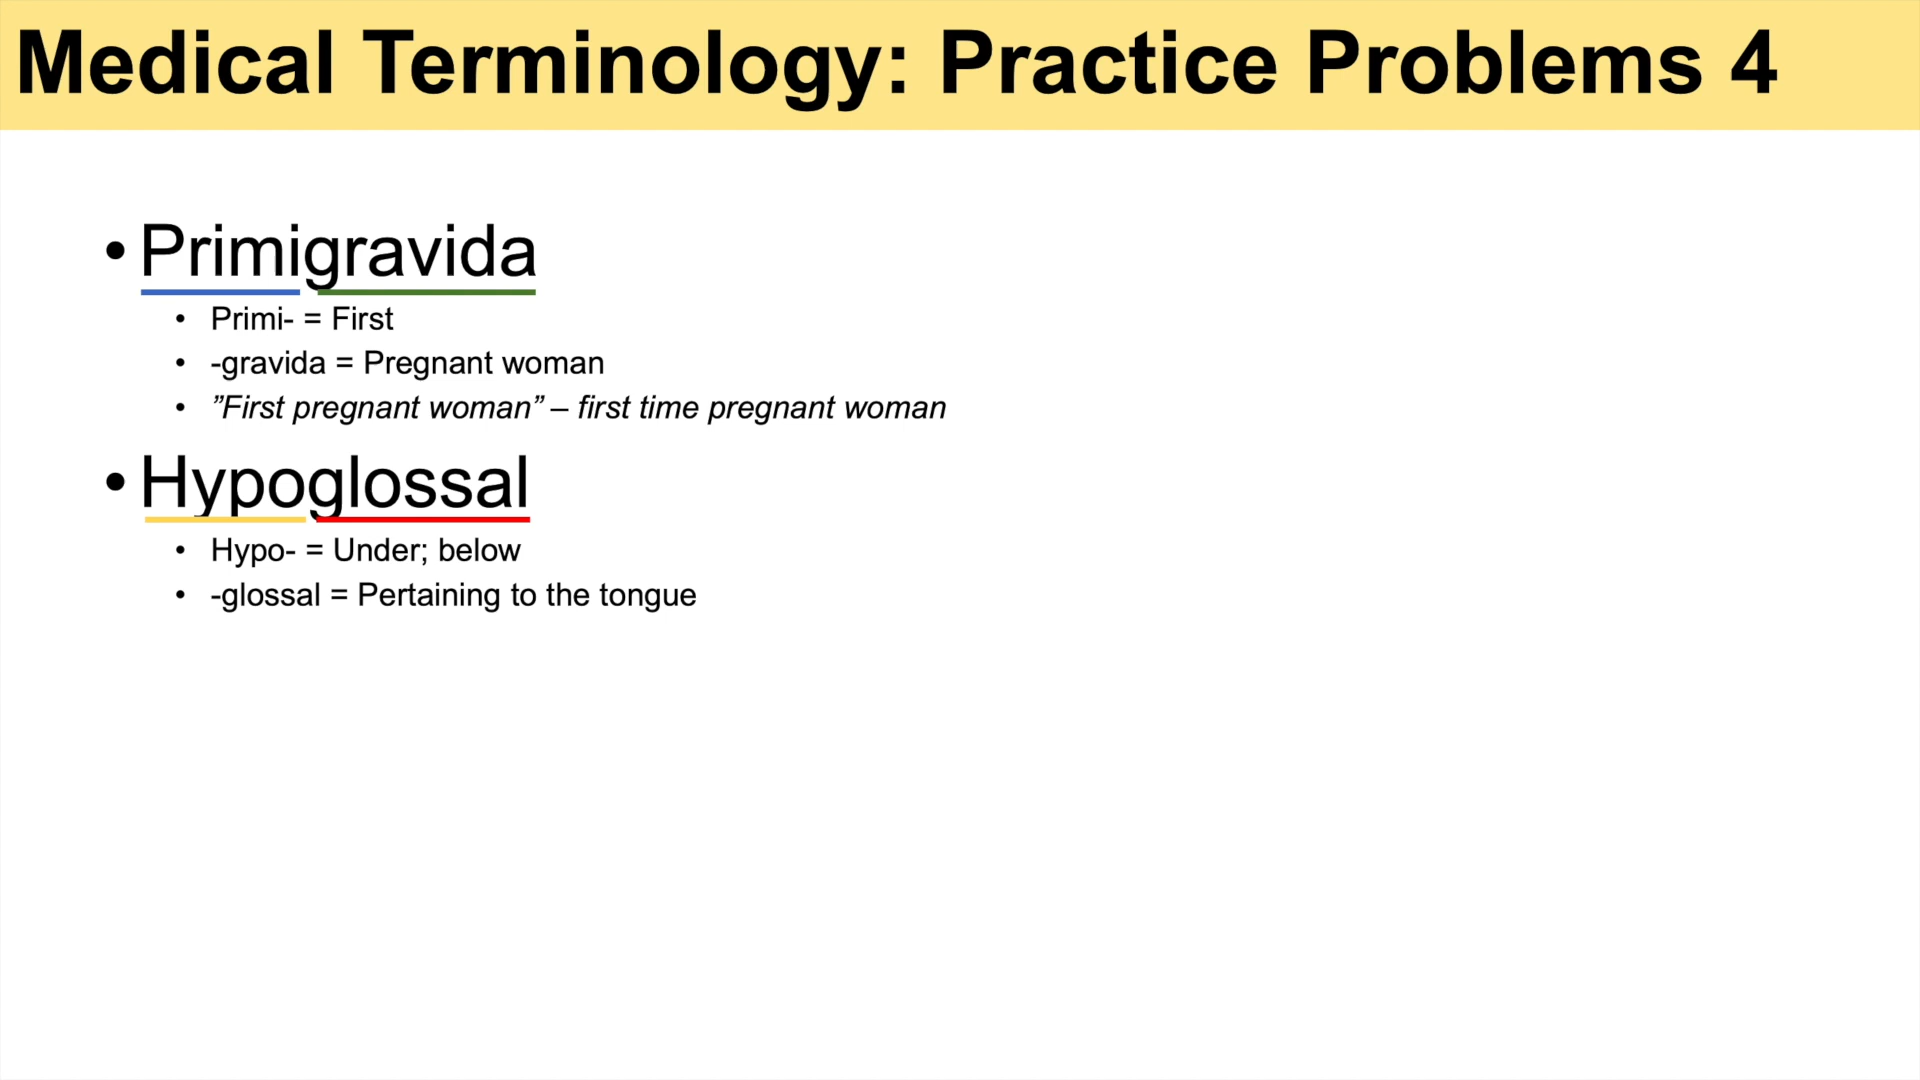 Medical Terminology: Practice Problems 4
• Primigravida
• Primi- = First
• -gravida = Pregnant woman
• ”First pregnant woman” – first time pregnant woman
• Hypoglossal
• Hypo- = Under; below
• -glossal = Pertaining to the tongue